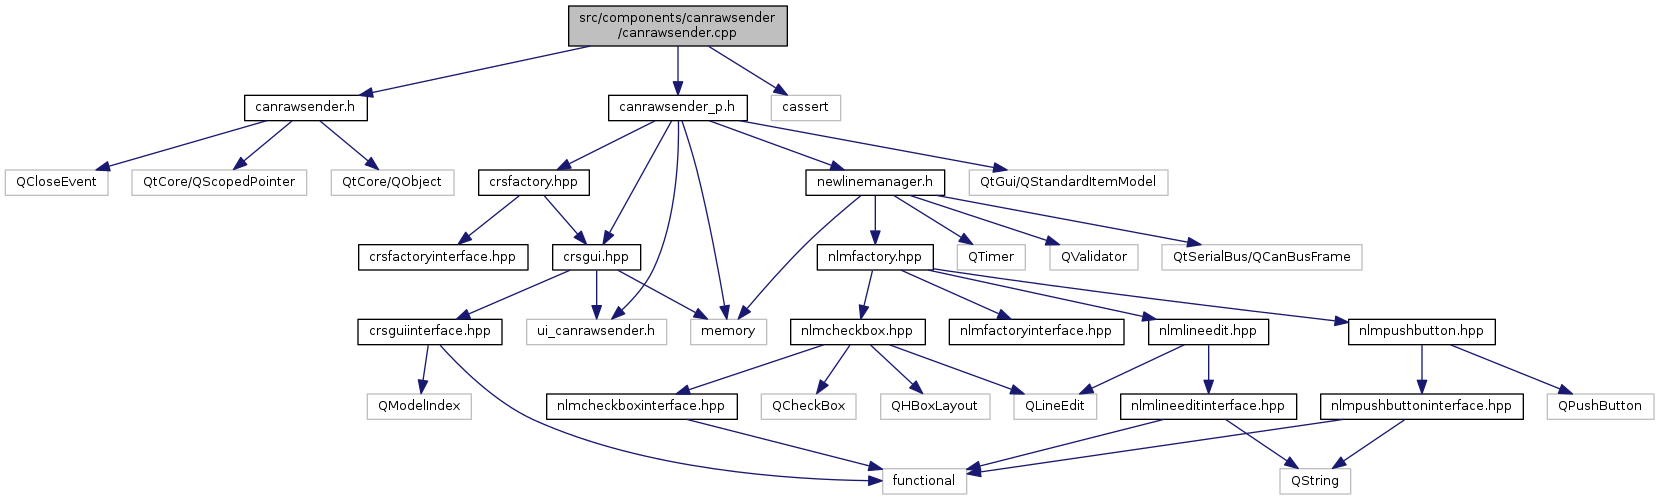 src/components/canrawsender
/canrawsender.cpp
canrawsender.h
canrawsender_p.h
cassert
QCloseEvent
QtCore/QScopedPointer
QtCore/QObject
crsfactory.hpp
newlinemanager.h
QtGui/QStandardItemModel
crsfactoryinterface.hpp
crsgui.hpp
nlmfactory.hpp
QTimer
QValidator
QtSerialBus/QCanBusFrame
crsguiinterface.hpp
ui_canrawsender.h
memory
nlmcheckbox.hpp
nlmfactoryinterface.hpp
nlmlineedit.hpp
nlmpushbutton.hpp
QModelIndex
nlmcheckboxinterface.hpp
QCheckBox
QHBoxLayout
QLineEdit
nlmlineeditinterface.hpp
nlmpushbuttoninterface.hpp
QPushButton
functional
QString